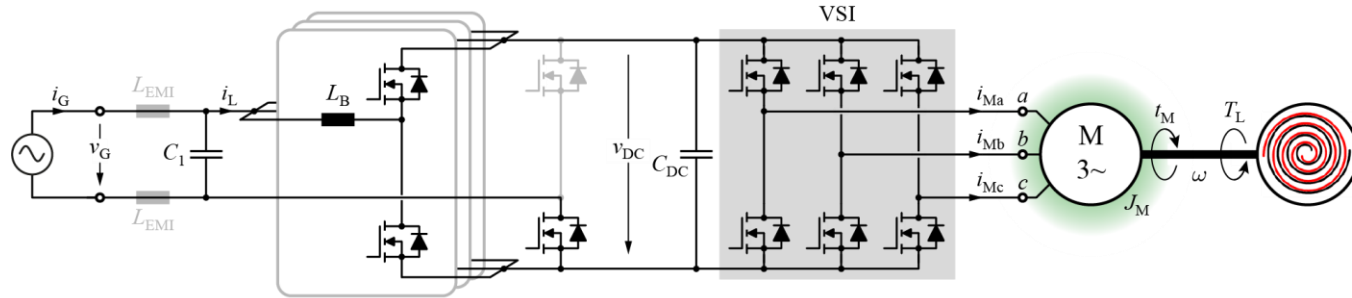 VSI
L_EMI
i_G
i_L
L_B
v_G
C_1
L_EMI
v_DC
C_DC
i_Ma a
i_Mb b
i_Mc c
M
3~
J_M
t_M
ω
T_L